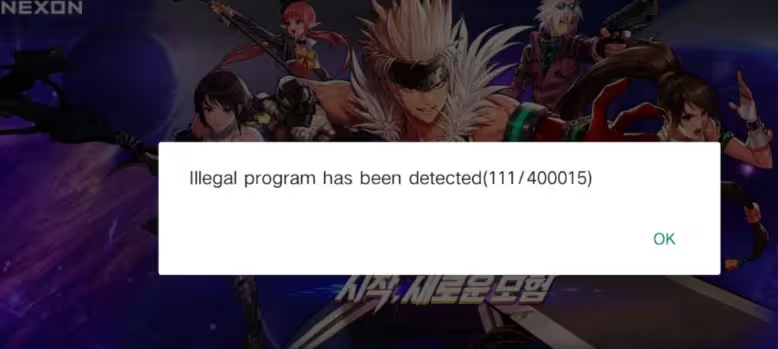 NEXON
Illegal program has been detected(111/400015)
OK
시작, 새로운 모험